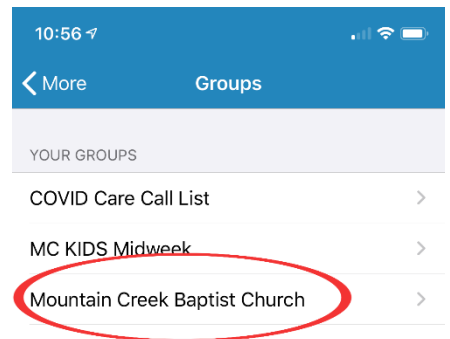 10:56
More Groups
YOUR GROUPS
COVID Care Call List
MC KIDS Midweek
Mountain Creek Baptist Church